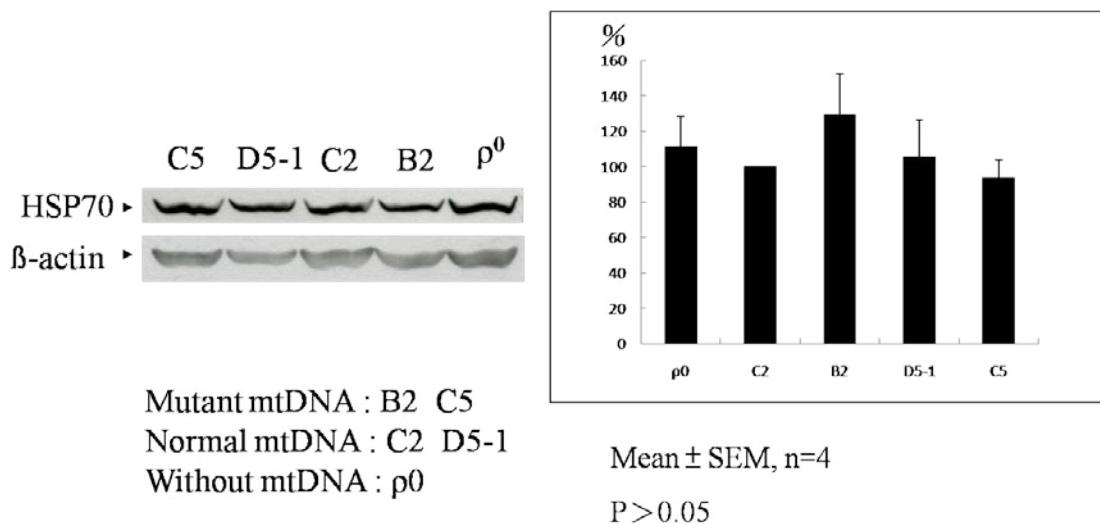 C5 D5-1 C2 B2 ρ⁰
HSP70 ▸
ß-actin ▸
Mutant mtDNA : B2 C5
Normal mtDNA : C2 D5-1
Without mtDNA : ρ0
%
160
140
120
100
80
60
40
20
0
ρ0 C2 B2 D5-1 C5
Mean ± SEM, n=4
P＞0.05